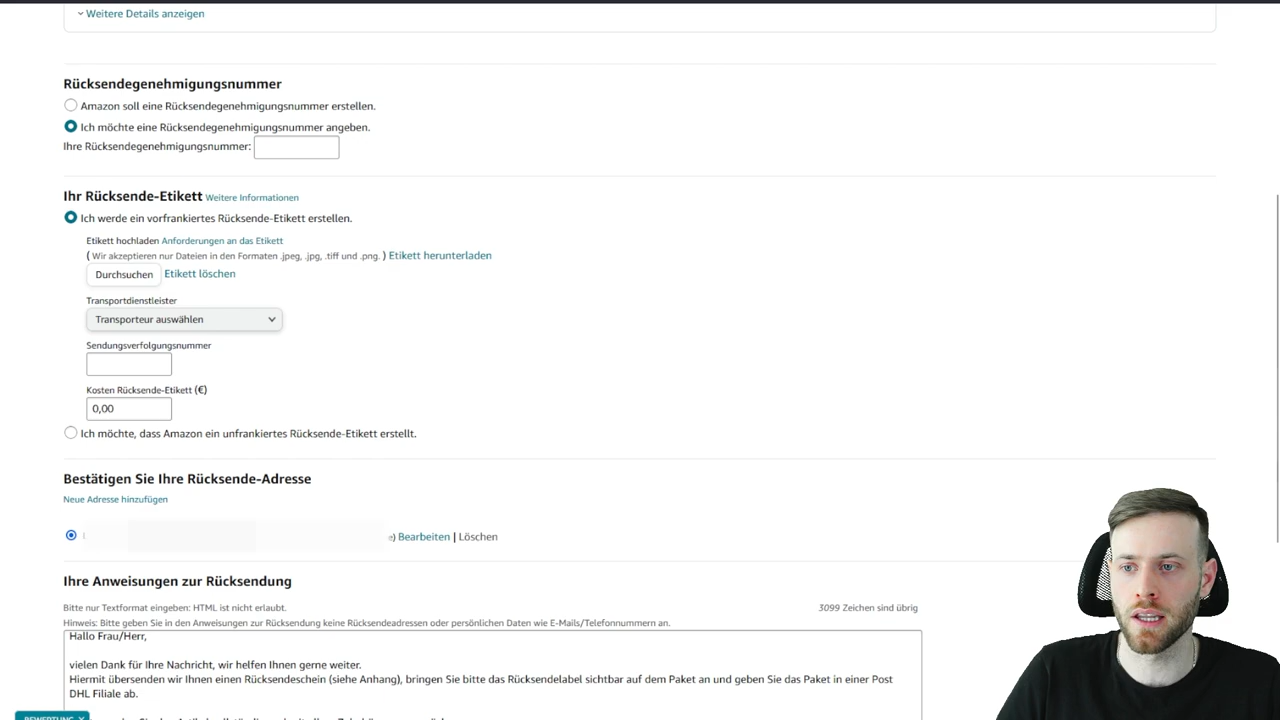 Weitere Details anzeigen
Rücksendegenehmigungsnummer
Amazon soll eine Rücksendegenehmigungsnummer erstellen.
Ich möchte eine Rücksendegenehmigungsnummer angeben.
Ihre Rücksendegenehmigungsnummer:
Ihr Rücksende-Etikett Weitere Informationen
Ich werde ein vorfrankiertes Rücksende-Etikett erstellen.
Etikett hochladen Anforderungen an das Etikett
( Wir akzeptieren nur Dateien in den Formaten .jpeg, .jpg, .tiff und .png. ) Etikett herunterladen
Durchsuchen Etikett löschen
Transportdienstleister
Transporteur auswählen
Sendungsverfolgungsnummer
Kosten Rücksende-Etikett (€)
0,00
Ich möchte, dass Amazon ein unfrankiertes Rücksende-Etikett erstellt.
Bestätigen Sie Ihre Rücksende-Adresse
Neue Adresse hinzufügen
Bearbeiten | Löschen
Ihre Anweisungen zur Rücksendung
Bitte nur Textformat eingeben: HTML ist nicht erlaubt. 3099 Zeichen sind übrig
Hinweis: Bitte geben Sie in den Anweisungen zur Rücksendung keine Rücksendeadressen oder persönlichen Daten wie E-Mails/Telefonnummern an.
Hallo Frau/Herr,
vielen Dank für Ihre Nachricht, wir helfen Ihnen gerne weiter.
Hiermit übersenden wir Ihnen einen Rücksendeschein (siehe Anhang), bringen Sie bitte das Rücksendelabel sichtbar auf dem Paket an und geben Sie das Paket in einer Post
DHL Filiale ab.
BEWERTUNG